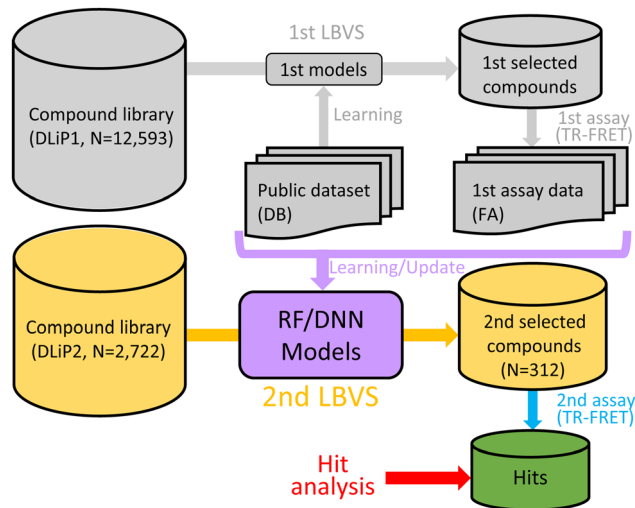 1st LBVS
1st models
1st selected
compounds
Compound library
(DLiP1, N=12,593)
Learning
1st assay
(TR-FRET)
Public dataset
(DB)
1st assay data
(FA)
Learning/Update
Compound library
(DLiP2, N=2,722)
RF/DNN
Models
2nd selected
compounds
(N=312)
2nd LBVS
2nd assay
(TR-FRET)
Hit
analysis
Hits